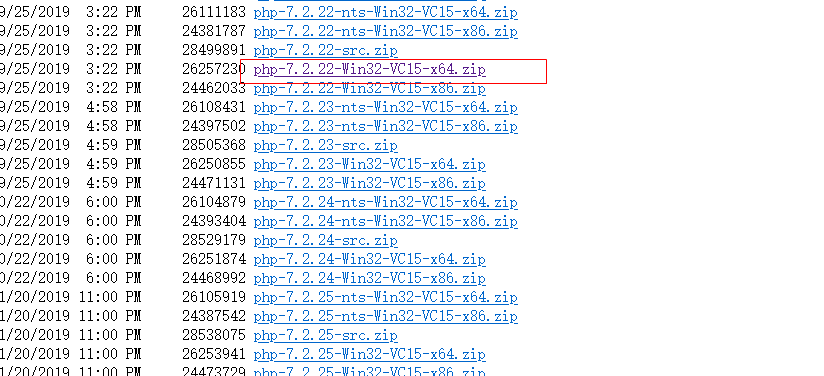 9/25/2019 3:22 PM 26111183 php-7.2.22-nts-Win32-VC15-x64.zip
9/25/2019 3:22 PM 24381787 php-7.2.22-nts-Win32-VC15-x86.zip
9/25/2019 3:22 PM 28499891 php-7.2.22-src.zip
9/25/2019 3:22 PM 26257230 php-7.2.22-Win32-VC15-x64.zip
9/25/2019 3:22 PM 24462033 php-7.2.22-Win32-VC15-x86.zip
9/25/2019 4:58 PM 26108431 php-7.2.23-nts-Win32-VC15-x64.zip
9/25/2019 4:58 PM 24397502 php-7.2.23-nts-Win32-VC15-x86.zip
9/25/2019 4:59 PM 28505368 php-7.2.23-src.zip
9/25/2019 4:59 PM 26250855 php-7.2.23-Win32-VC15-x64.zip
9/25/2019 4:59 PM 24471131 php-7.2.23-Win32-VC15-x86.zip
0/22/2019 6:00 PM 26104879 php-7.2.24-nts-Win32-VC15-x64.zip
0/22/2019 6:00 PM 24393404 php-7.2.24-nts-Win32-VC15-x86.zip
0/22/2019 6:00 PM 28529179 php-7.2.24-src.zip
0/22/2019 6:00 PM 26251874 php-7.2.24-Win32-VC15-x64.zip
0/22/2019 6:00 PM 24468992 php-7.2.24-Win32-VC15-x86.zip
1/20/2019 11:00 PM 26105919 php-7.2.25-nts-Win32-VC15-x64.zip
1/20/2019 11:00 PM 24387542 php-7.2.25-nts-Win32-VC15-x86.zip
1/20/2019 11:00 PM 28538075 php-7.2.25-src.zip
1/20/2019 11:00 PM 26253941 php-7.2.25-Win32-VC15-x64.zip
1/20/2019 11:00 PM 24473729 php-7.2.25-Win32-VC15-x86.zip